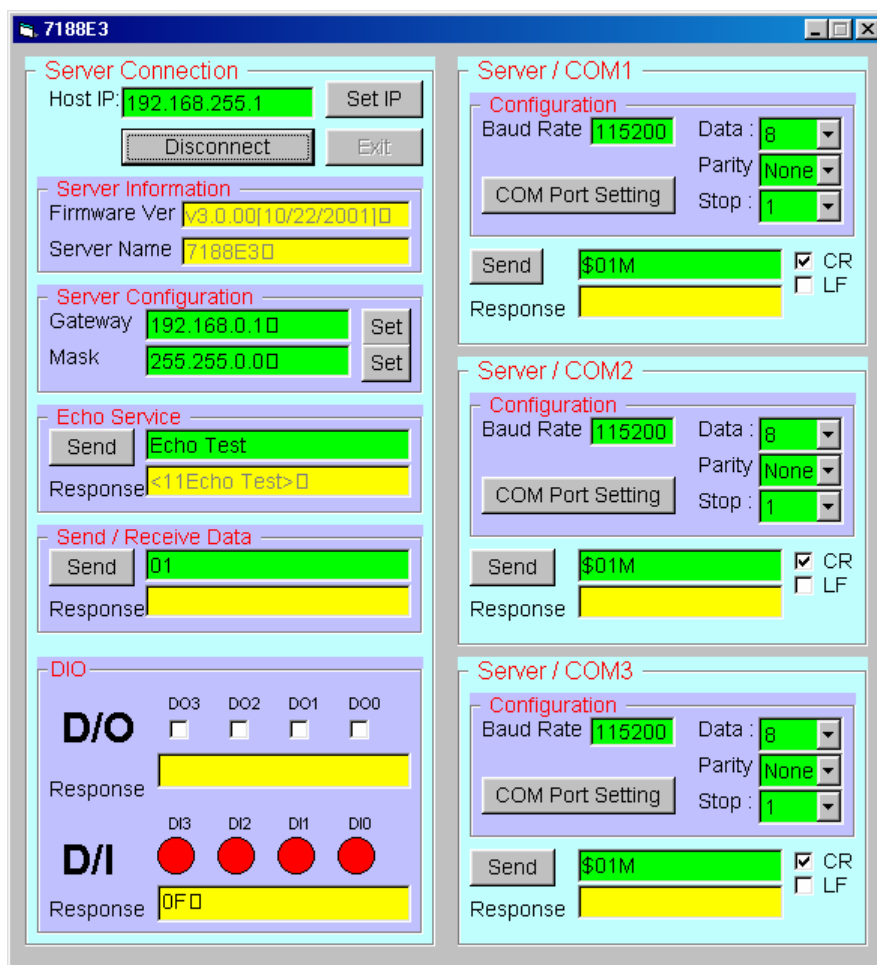 7188E3
Server Connection
Host IP: 192.168.255.1 Set IP
Disconnect Exit
Server Information
Firmware Ver v3.0.00[10/22/2001]
Server Name 7188E3
Server Configuration
Gateway 192.168.0.1 Set
Mask 255.255.0.0 Set
Echo Service
Send Echo Test
Response <11Echo Test>
Send / Receive Data
Send 01
Response
DIO
DO3 DO2 DO1 DO0
D/O
Response
DI3 DI2 DI1 DI0
D/I
Response 0F
Server / COM1
Configuration
Baud Rate 115200 Data : 8
Parity None
COM Port Setting Stop : 1
Send $01M CR
LF
Response
Server / COM2
Configuration
Baud Rate 115200 Data : 8
Parity None
COM Port Setting Stop : 1
Send $01M CR
LF
Response
Server / COM3
Configuration
Baud Rate 115200 Data : 8
Parity None
COM Port Setting Stop : 1
Send $01M CR
LF
Response